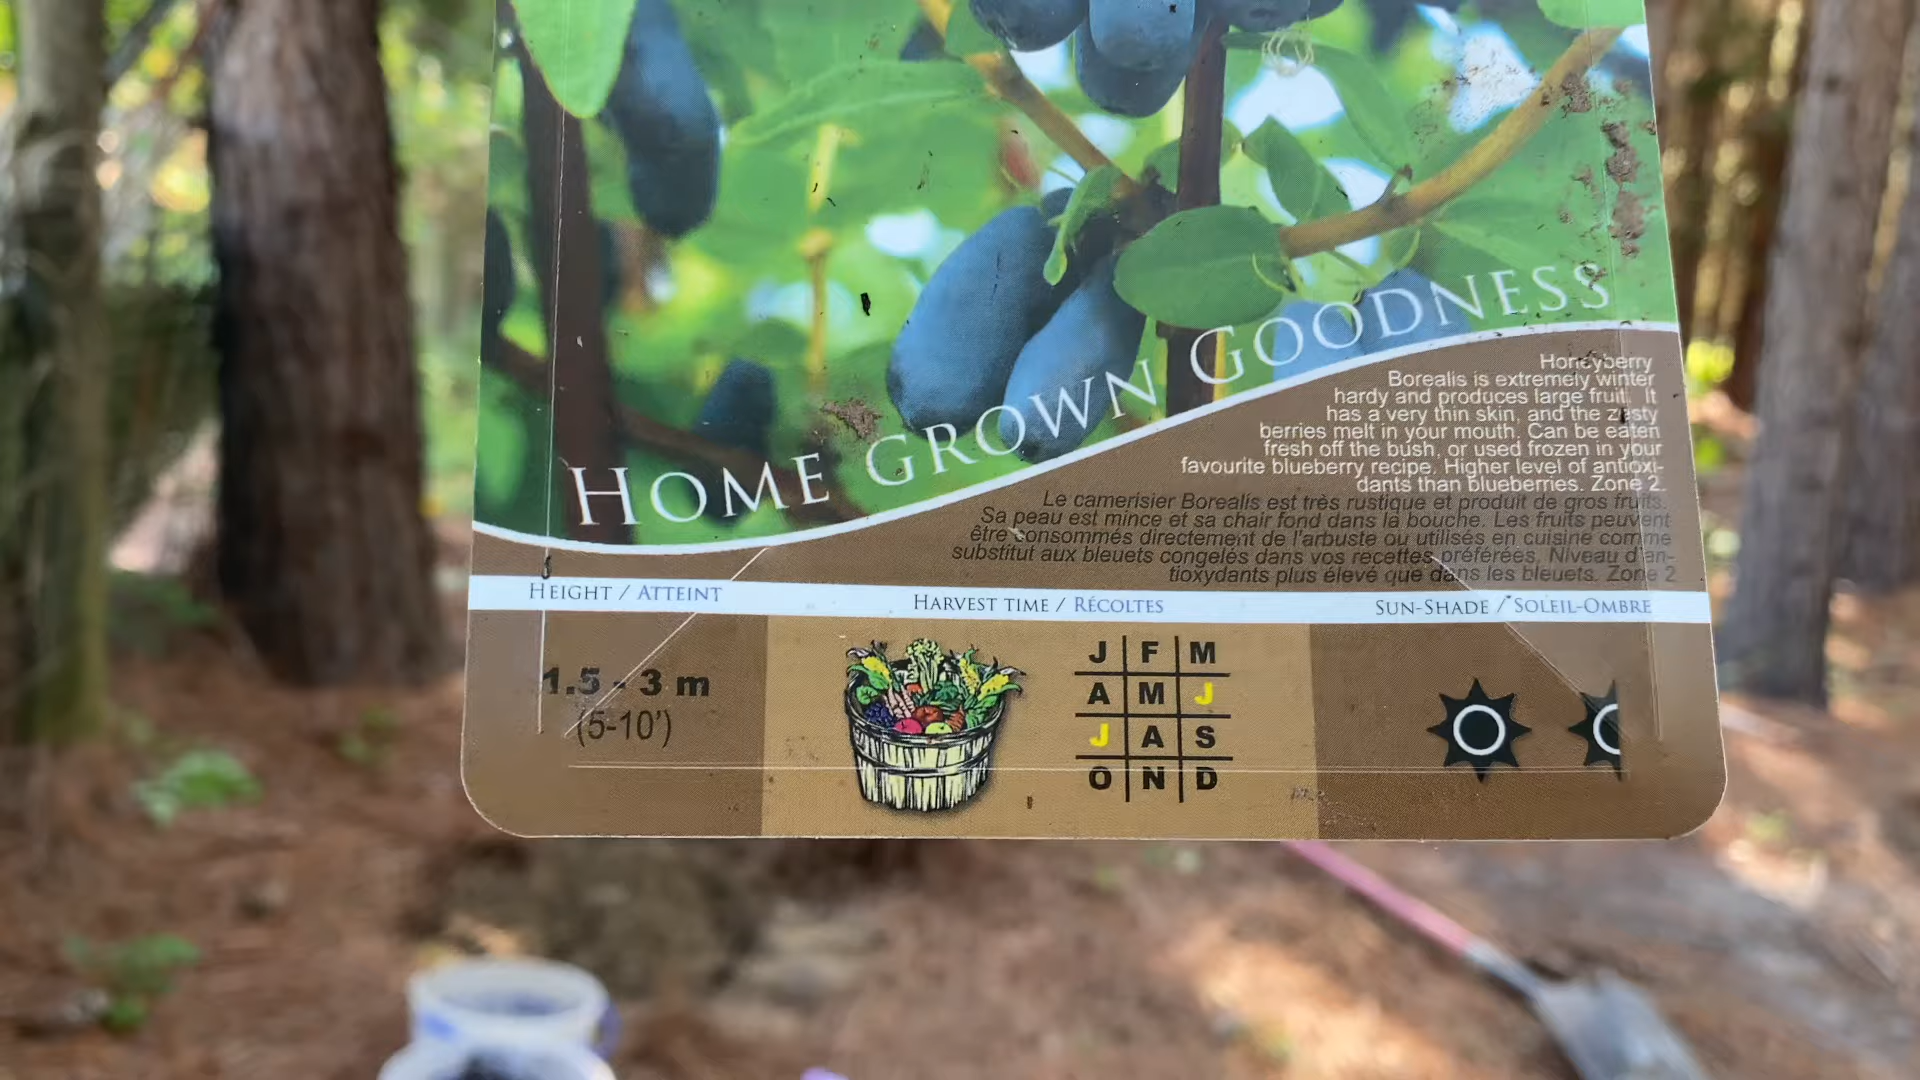 HOME GROWN GOODNESS
Honeyberry
Borealis is extremely winter
hardy and produces large fruit. It
has a very thin skin, and the zesty
berries melt in your mouth. Can be eaten
fresh off the bush, or used frozen in your
favourite blueberry recipe. Higher level of antioxi-
dants than blueberries. Zone 2.
Le camerisier Borealis est très rustique et produit de gros fruits.
Sa peau est mince et sa chair fond dans la bouche. Les fruits peuvent
être consommés directement de l'arbuste ou utilisés en cuisine comme
substitut aux bleuets congelés dans vos recettes préférées. Niveau d'an-
tioxydants plus élevé que dans les bleuets. Zone 2
HEIGHT / ATTEINT
HARVEST TIME / RÉCOLTES
SUN-SHADE / SOLEIL-OMBRE
1.5 - 3 m
(5-10')
J F M
A M J
J A S
O N D